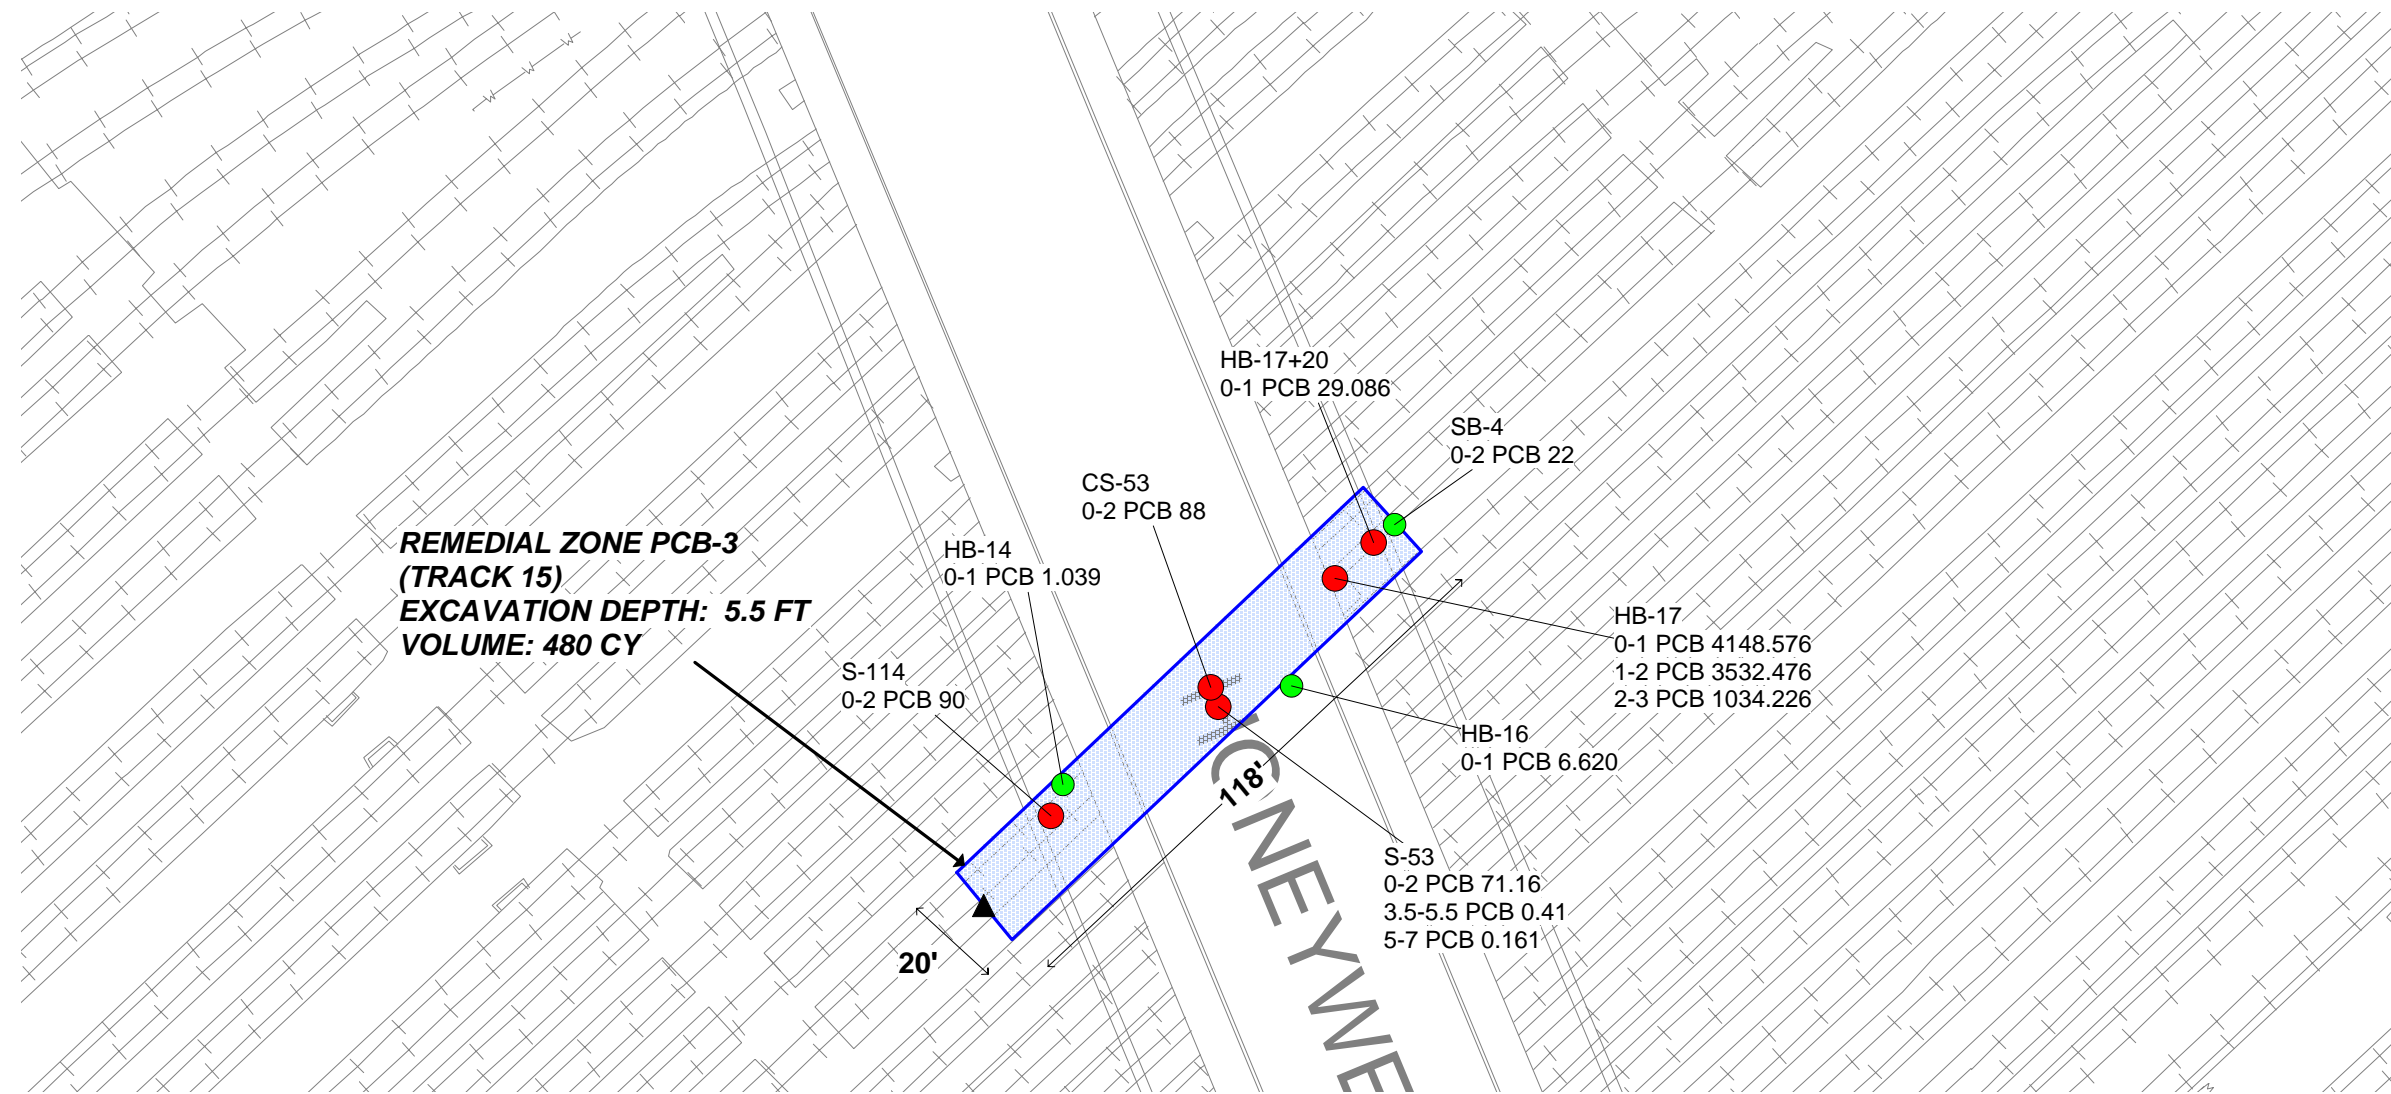 HB-17+20
0-1 PCB 29.086
SB-4
0-2 PCB 22
CS-53
0-2 PCB 88
REMEDIAL ZONE PCB-3
(TRACK 15)
EXCAVATION DEPTH: 5.5 FT
VOLUME: 480 CY
HB-14
0-1 PCB 1.039
HB-17
0-1 PCB 4148.576
1-2 PCB 3532.476
2-3 PCB 1034.226
S-114
0-2 PCB 90
HB-16
0-1 PCB 6.620
118'
S-53
0-2 PCB 71.16
3.5-5.5 PCB 0.41
5-7 PCB 0.161
20'